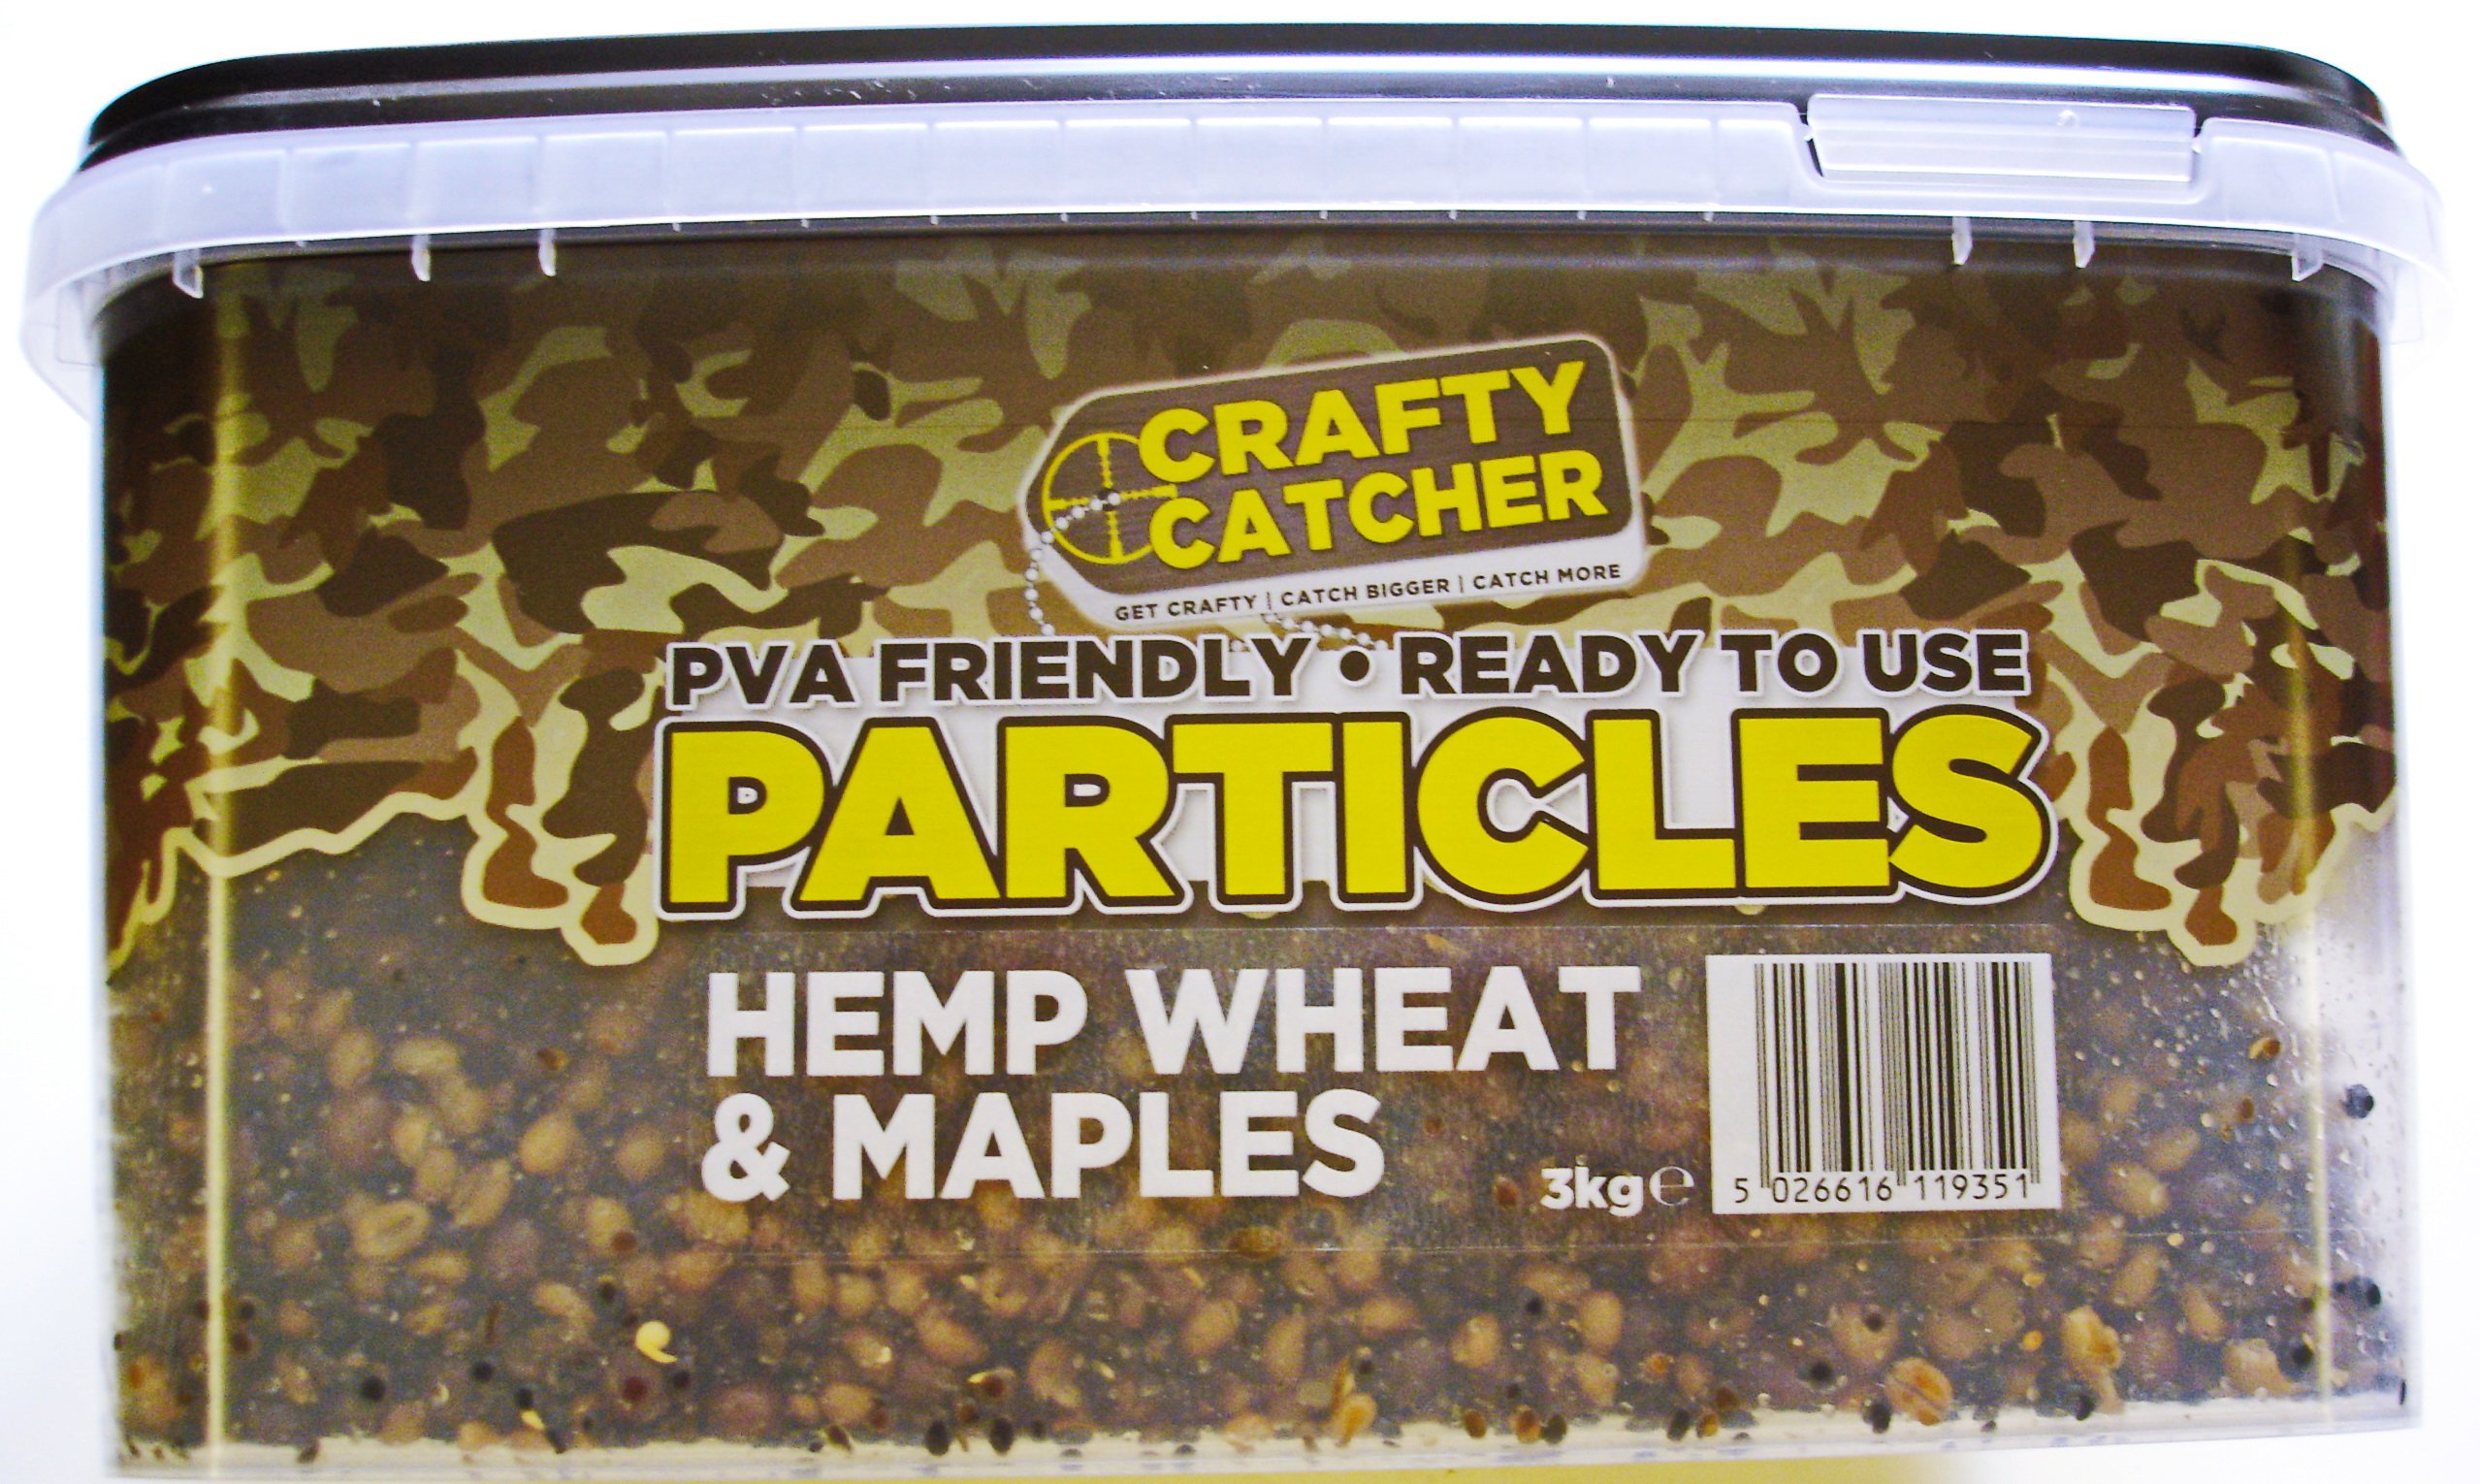 CRAFTY
CATCHER
GET CRAFTY | CATCH BIGGER | CATCH MORE
PVA FRIENDLY • READY TO USE
PARTICLES
HEMP WHEAT
& MAPLES
3kg℮
5 026616 119351